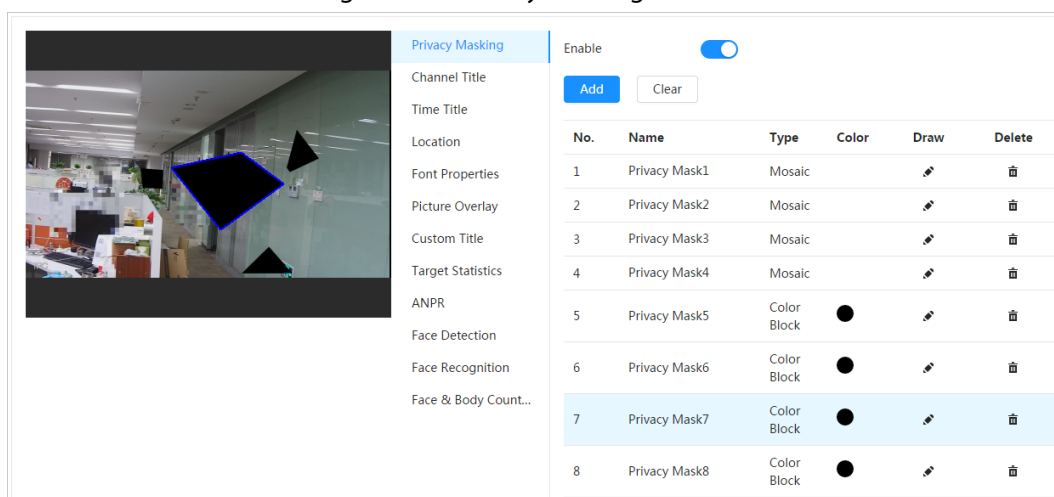 Privacy Masking
Channel Title
Time Title
Location
Font Properties
Picture Overlay
Custom Title
Target Statistics
ANPR
Face Detection
Face Recognition
Face & Body Count...
Enable
Add Clear
No. Name Type Color Draw Delete
1 Privacy Mask1 Mosaic
2 Privacy Mask2 Mosaic
3 Privacy Mask3 Mosaic
4 Privacy Mask4 Mosaic
5 Privacy Mask5 Color
Block
6 Privacy Mask6 Color
Block
7 Privacy Mask7 Color
Block
8 Privacy Mask8 Color
Block